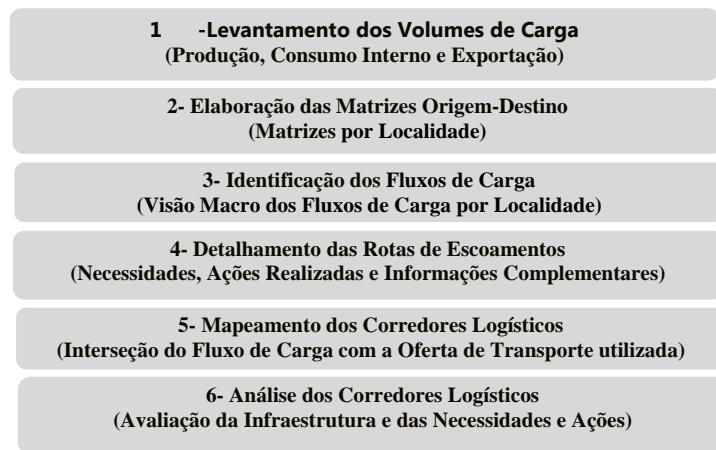 1 -Levantamento dos Volumes de Carga
(Produção, Consumo Interno e Exportação)
2- Elaboração das Matrizes Origem-Destino
(Matrizes por Localidade)
3- Identificação dos Fluxos de Carga
(Visão Macro dos Fluxos de Carga por Localidade)
4- Detalhamento das Rotas de Escoamentos
(Necessidades, Ações Realizadas e Informações Complementares)
5- Mapeamento dos Corredores Logísticos
(Interseção do Fluxo de Carga com a Oferta de Transporte utilizada)
6- Análise dos Corredores Logísticos
(Avaliação da Infraestrutura e das Necessidades e Ações)